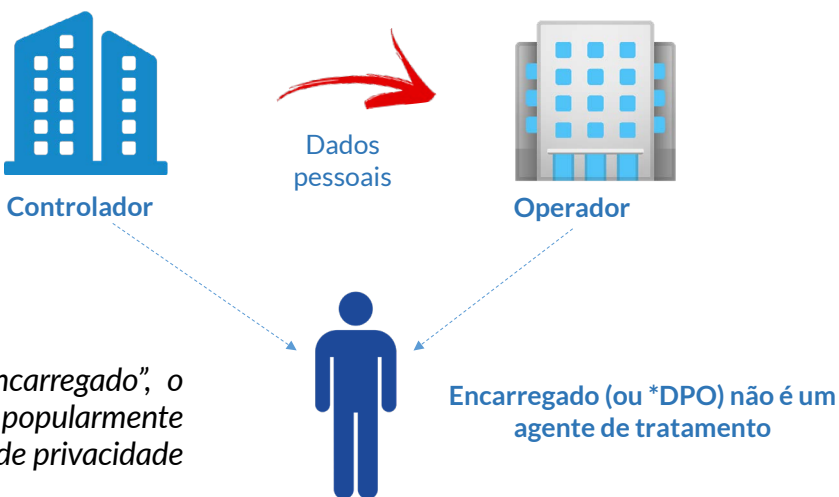 Dados
pessoais
Controlador
Operador
ncarregado”, o
popularmente
de privacidade
Encarregado (ou *DPO) não é um
agente de tratamento